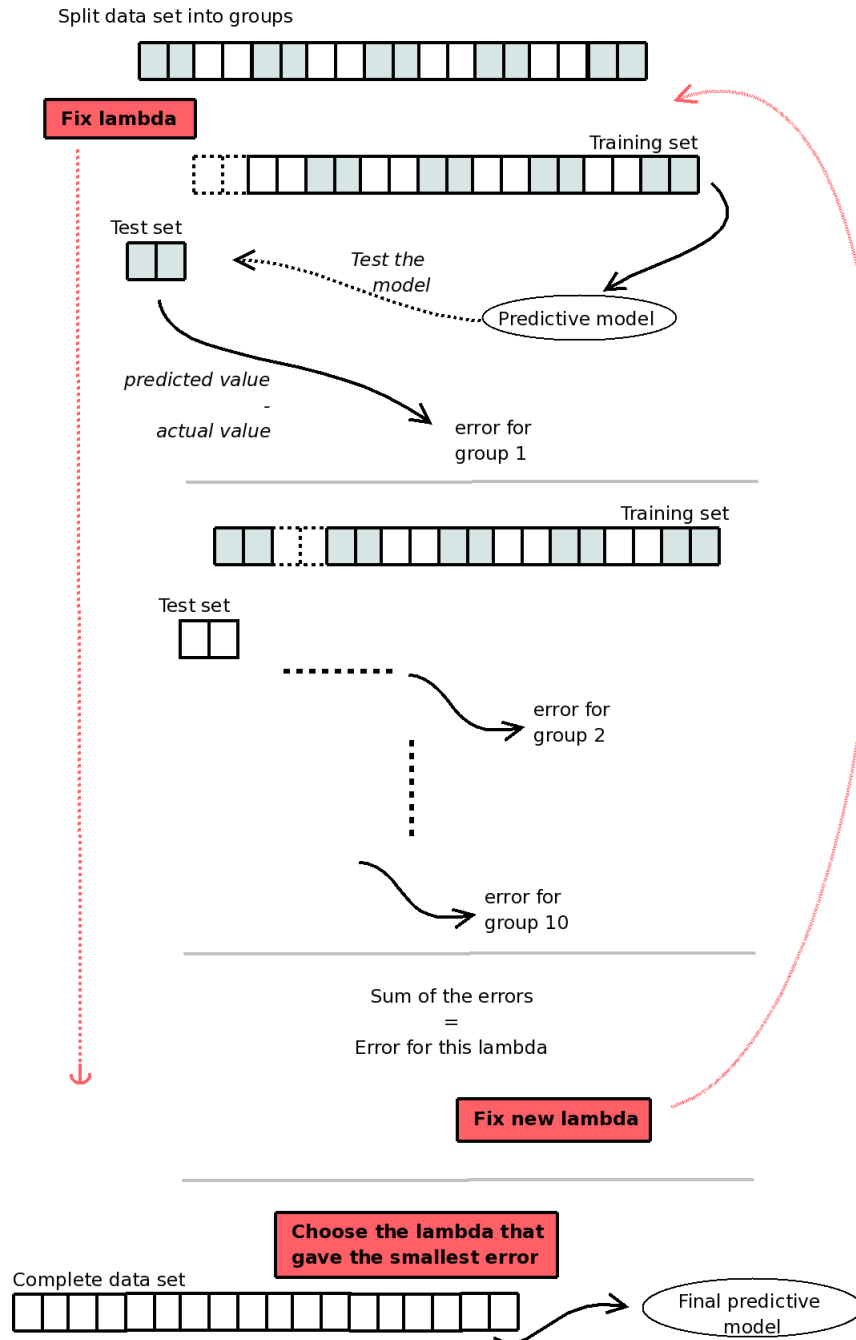 Split data set into groups
Fix lambda
Training set
Test set
Test the
model
Predictive model
predicted value
-
actual value
error for
group 1
Training set
Test set
error for
group 2
error for
group 10
Sum of the errors
=
Error for this lambda
Fix new lambda
Choose the lambda that
gave the smallest error
Complete data set
Final predictive
model